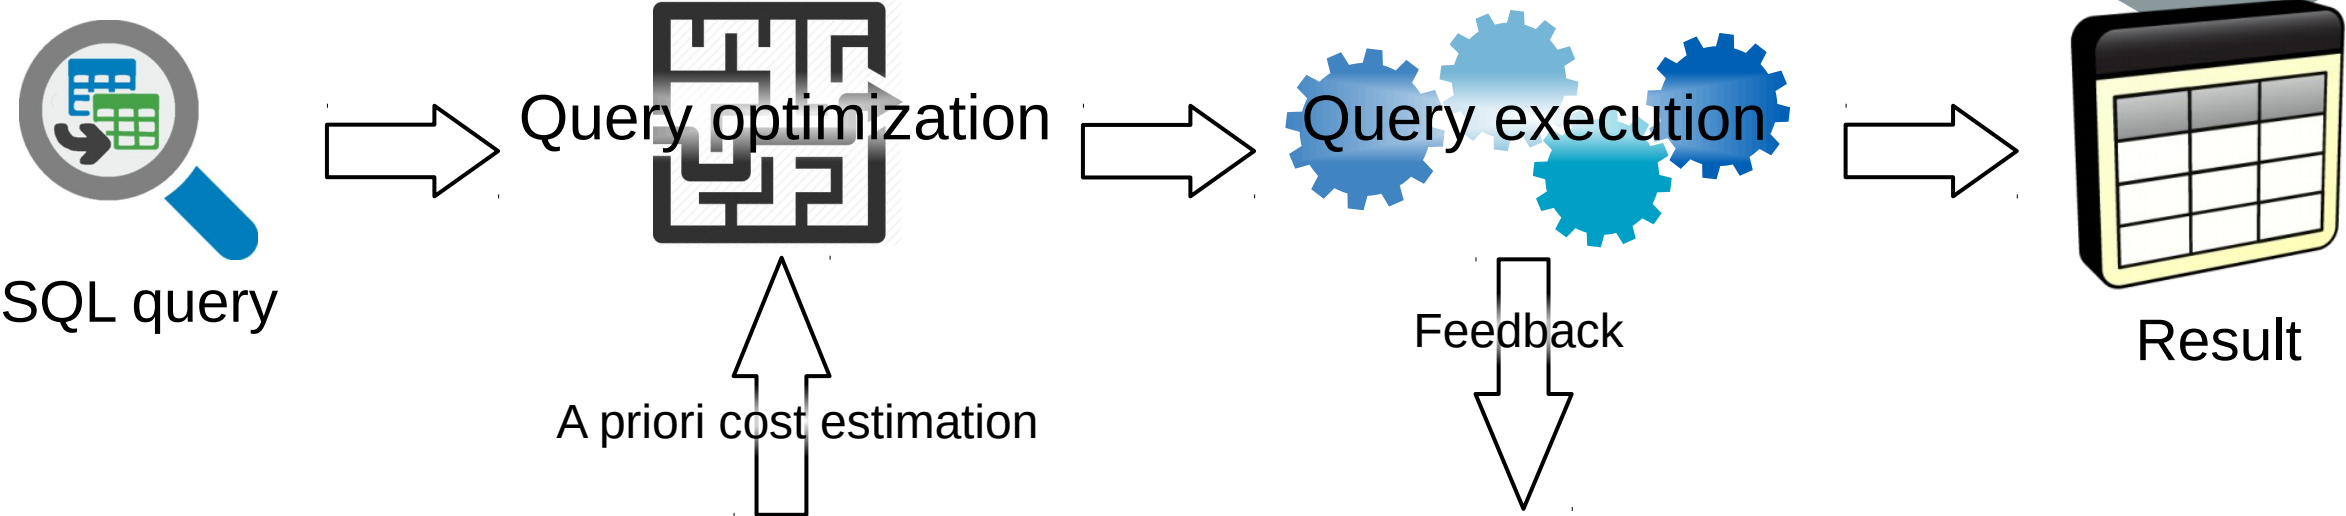 SQL query
Query optimization
A priori cost estimation
Query execution
Feedback
Result